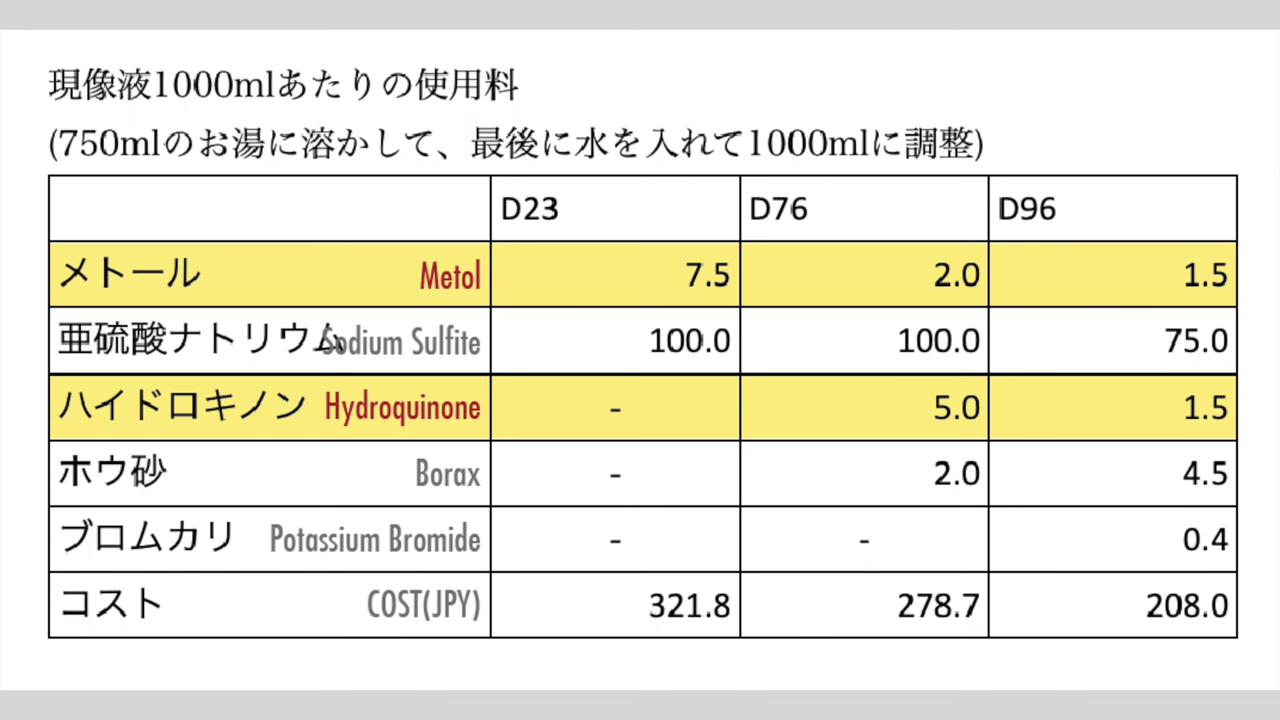 現像液1000mlあたりの使用料
(750mlのお湯に溶かして、最後に水を入れて1000mlに調整)
D23 D76 D96
メトール Metol 7.5 2.0 1.5
亜硫酸ナトリウム Sodium Sulfite 100.0 100.0 75.0
ハイドロキノン Hydroquinone - 5.0 1.5
ホウ砂 Borax - 2.0 4.5
ブロムカリ Potassium Bromide - - 0.4
コスト COST(JPY) 321.8 278.7 208.0